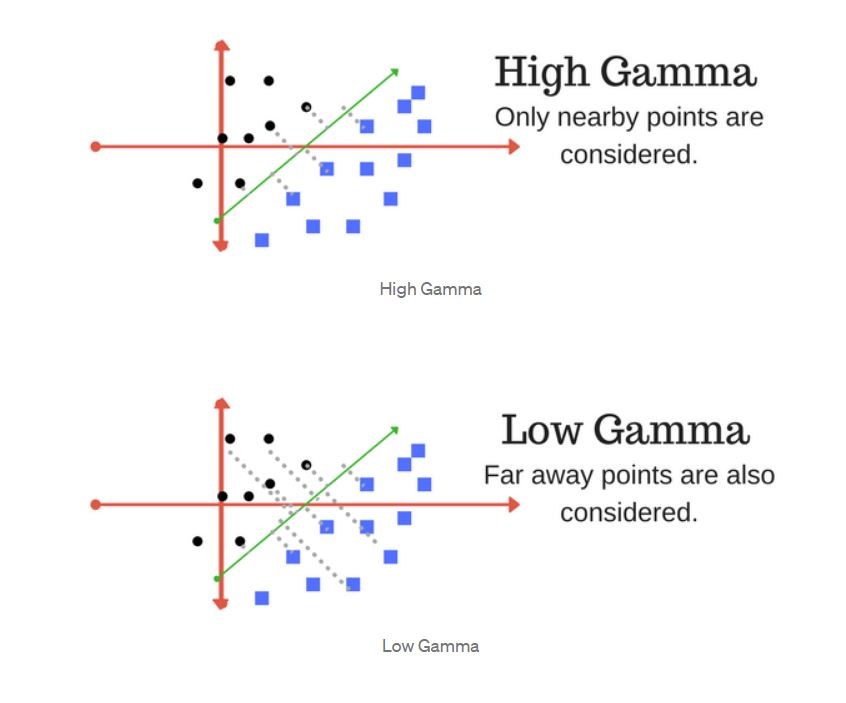 High Gamma
Only nearby points are
considered.
High Gamma
Low Gamma
Far away points are also
considered.
Low Gamma